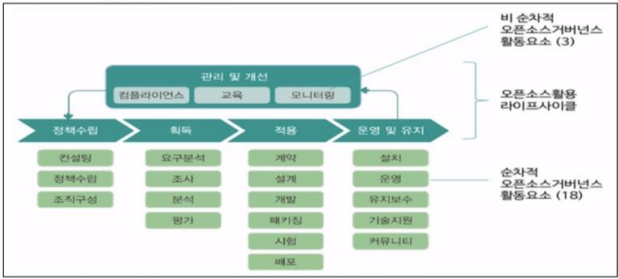 비 순차적
오픈소스거버넌스
활동요소 (3)
관리 및 개선
컴플라이언스 교육 모니터링
오픈소스활용
라이프사이클
정책수립 획득 적용 운영 및 유지
컨설팅 요구분석 계약 설치
정책수립 조사 설계 운영
조직구성 분석 개발 유지보수
평가 패키징 기술지원
시험 커뮤니티
배포
순차적
오픈소스거버넌스
활동요소 (18)